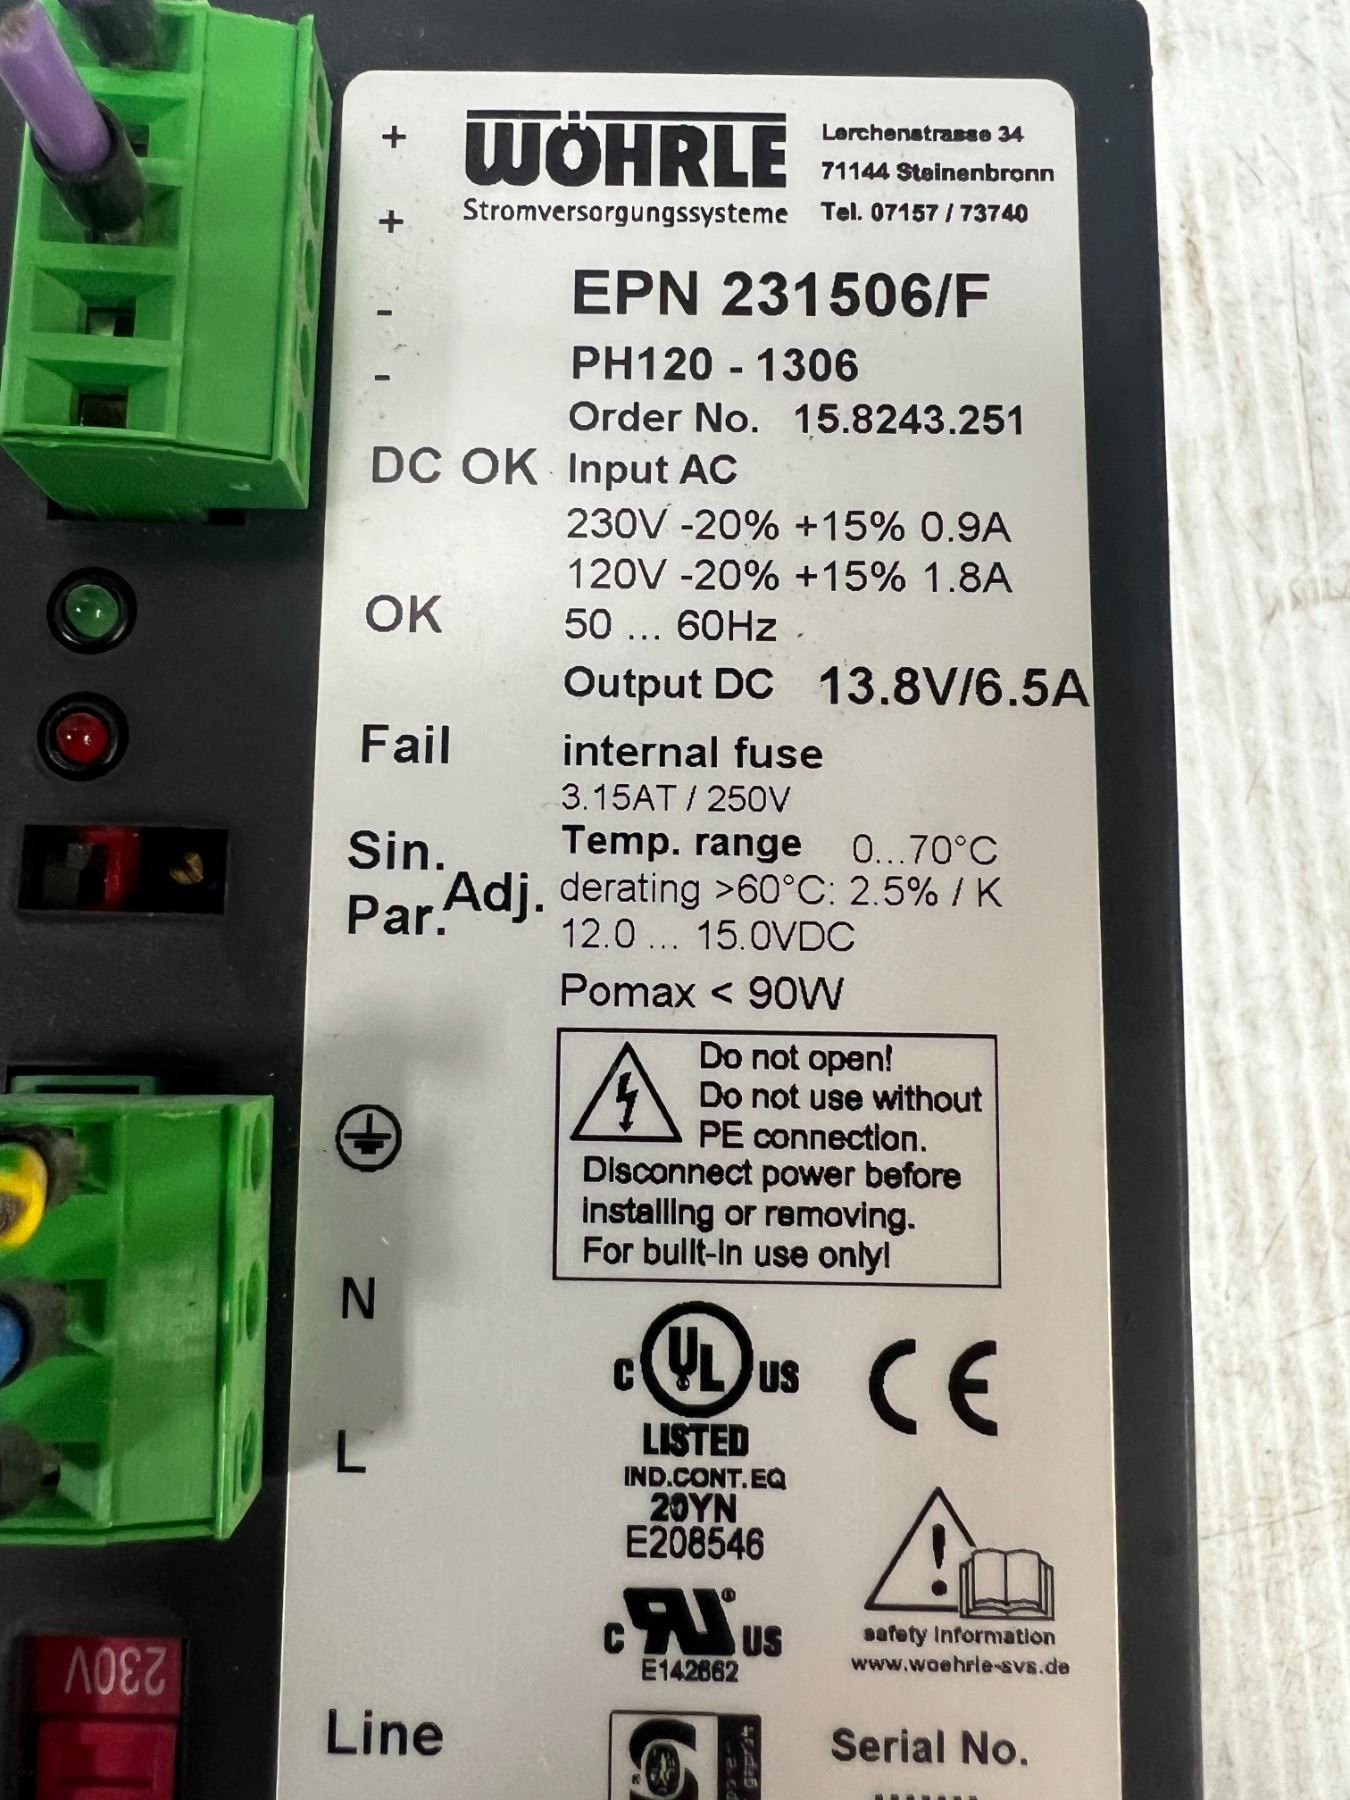 +
WÖHRLE
Stromversorgungssysteme
Lerchenstrasse 34
71144 Steinenbronn
Tel. 07157 / 73740
+
-
-
EPN 231506/F
PH120 - 1306
Order No. 15.8243.251
DC OK
Input AC
230V -20% +15% 0.9A
120V -20% +15% 1.8A
OK
50 ... 60Hz
Output DC 13.8V/6.5A
Fail
internal fuse
3.15AT / 250V
Sin.
Par.
Adj.
Temp. range 0...70°C
derating >60°C: 2.5% / K
12.0 ... 15.0VDC
Pomax < 90W
Do not open!
Do not use without
PE connection.
Disconnect power before
installing or removing.
For built-in use only!
N
L
C UL US
LISTED
IND.CONT.EQ
20YN
E208546
CE
C RU® US
E142662
safety information
www.woehrle-svs.de
230V
Line
Serial No.